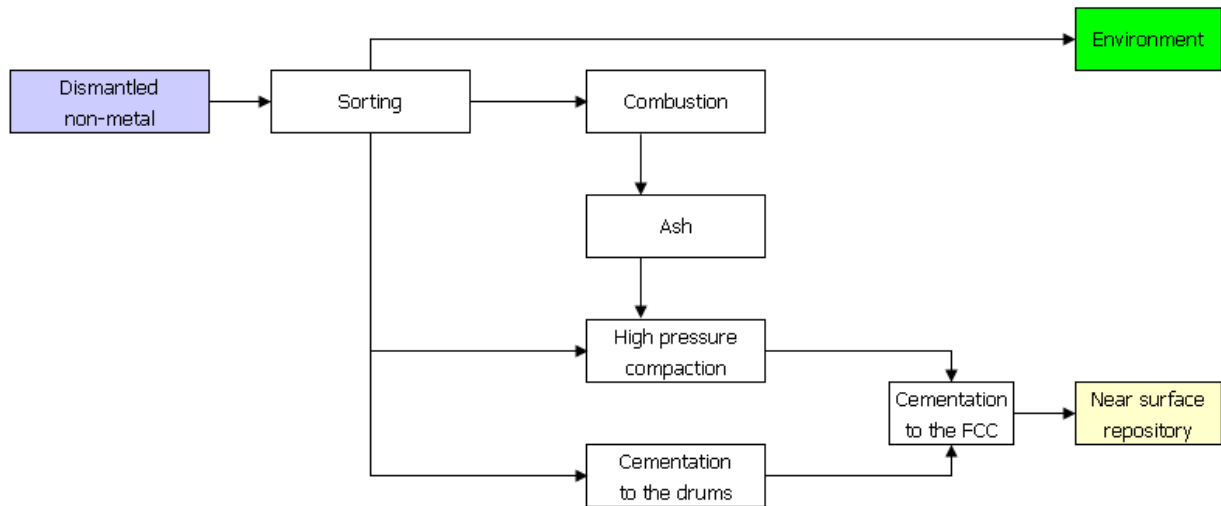 Environment
Dismantled
non-metal
Sorting
Combustion
Ash
High pressure
compaction
Cementation
to the FCC
Near surface
repository
Cementation
to the drums